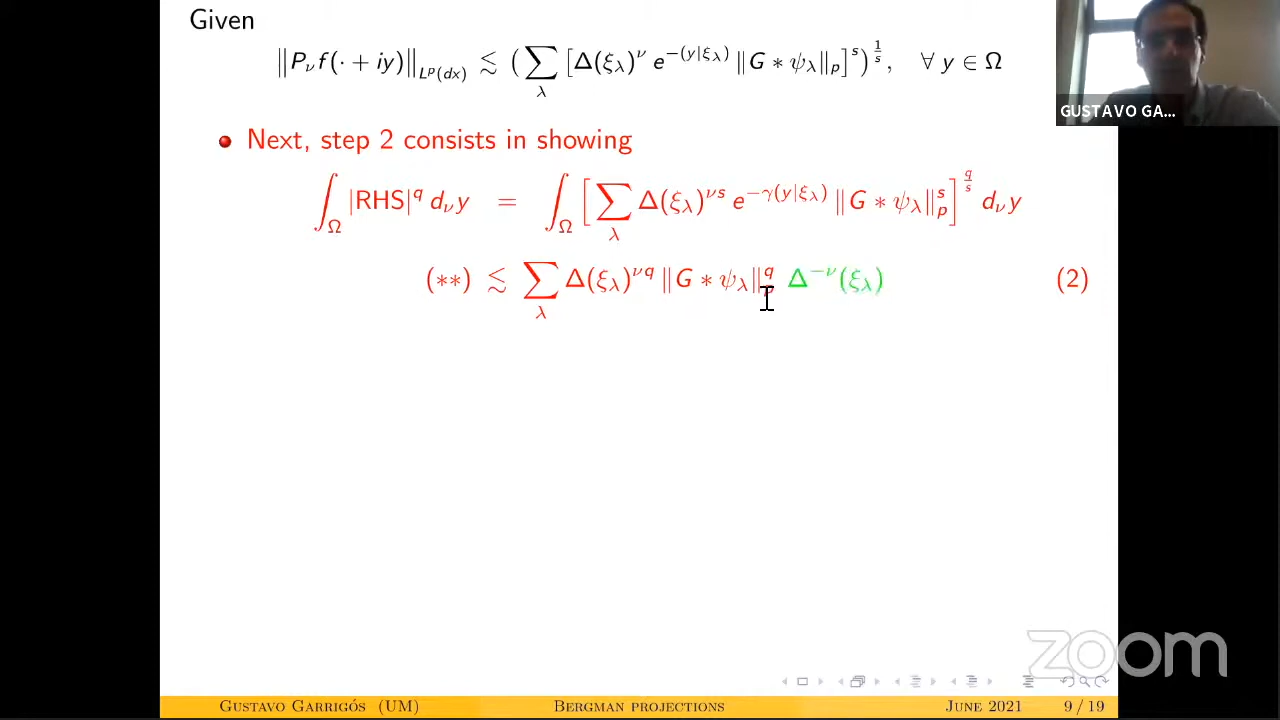 Given
‖P_ν f(· + iy)‖_{L^p(dx)} ≲ ( ∑_λ [Δ(ξ_λ)^ν e^{−(y|ξ_λ)} ‖G ∗ ψ_λ‖_p]^s )^{1/s}, ∀ y ∈ Ω
GUSTAVO GA...
Next, step 2 consists in showing
∫_Ω |RHS|^q d_ν y = ∫_Ω [ ∑_λ Δ(ξ_λ)^{νs} e^{−γ(y|ξ_λ)} ‖G ∗ ψ_λ‖_p^s ]^{q/s} d_ν y
(∗∗) ≲ ∑_λ Δ(ξ_λ)^{νq} ‖G ∗ ψ_λ‖_p^q Δ^{−ν}(ξ_λ) (2)
zoom
GUSTAVO GARRIGÓS (UM) BERGMAN PROJECTIONS JUNE 2021 9 / 19